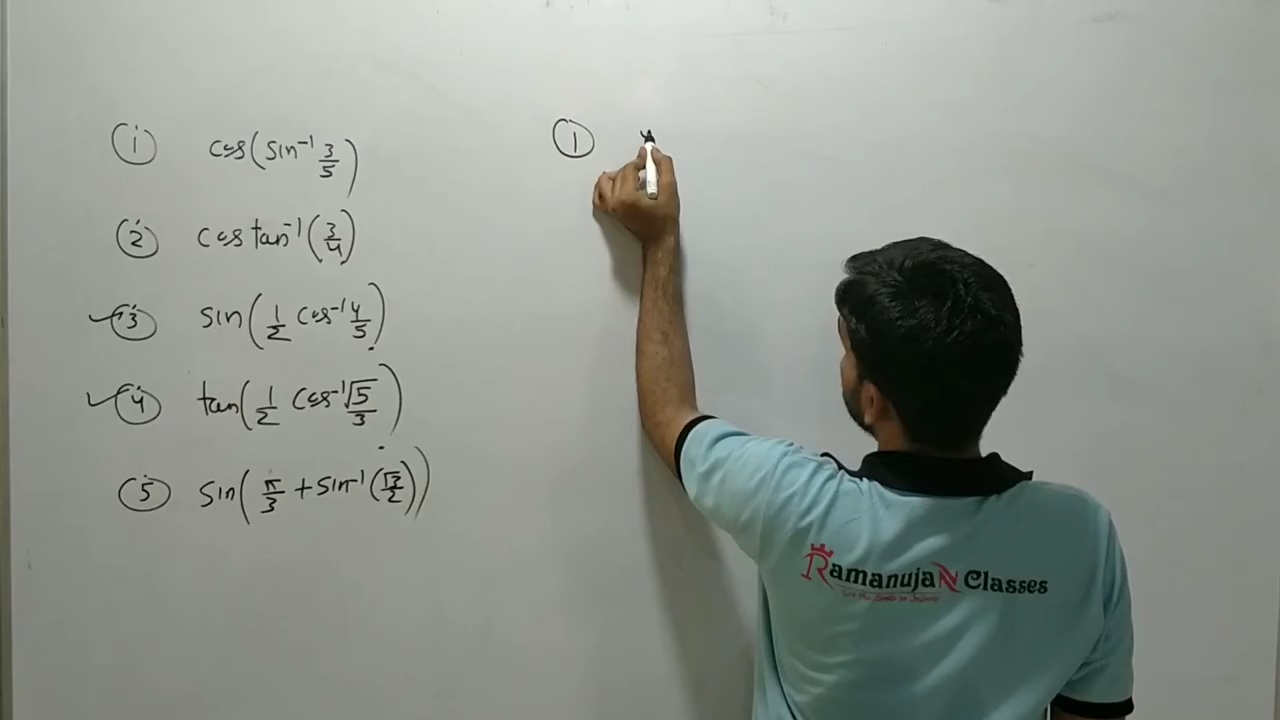 ① cos(sin⁻¹ 3/5)
② cos tan⁻¹(3/4)
③ sin(1/2 cos⁻¹ 4/5)
④ tan(1/2 cos⁻¹ √5/3)
⑤ sin(π/3 + sin⁻¹(√3/2))
①
RamanujaN Classes